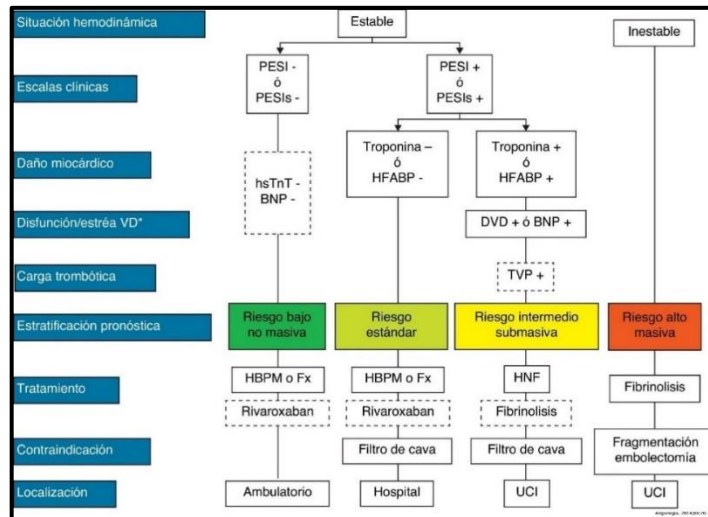 Situación hemodinámica
Estable
Inestable
Escalas clínicas
PESI -
ó
PESIs -
PESI +
ó
PESIs +
Daño miocárdico
hsTnT -
BNP -
Troponina –
ó
HFABP -
Troponina +
ó
HFABP +
Disfunción/estréa VD*
DVD + ó BNP +
Carga trombótica
TVP +
Estratificación pronóstica
Riesgo bajo
no masiva
Riesgo
estándar
Riesgo intermedio
submasiva
Riesgo alto
masiva
Tratamiento
HBPM o Fx
Rivaroxaban
HBPM o Fx
Rivaroxaban
HNF
Fibrinolisis
Fibrinolisis
Contraindicación
Filtro de cava
Filtro de cava
Fragmentación
embolectomía
Localización
Ambulatorio
Hospital
UCI
UCI